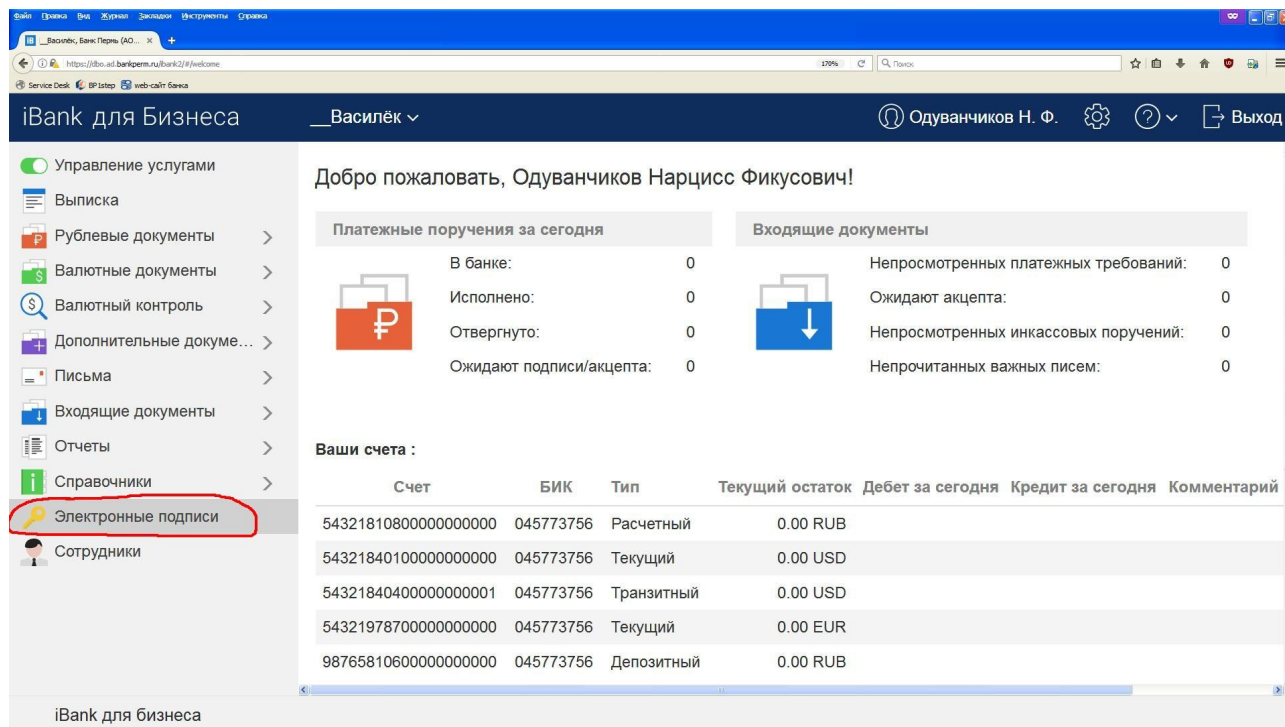 Файл Правка Вид Журнал Закладки Инструменты Справка
__Василёк, Банк Пермь (АО...
https://dbo.ad.bankperm.ru/ibank2/#/welcome 170% Поиск
Service Desk BP1step web-сайт банка
iBank для Бизнеса __Василёк Одуванчиков Н. Ф. Выход
Управление услугами
Выписка
Рублевые документы
Валютные документы
Валютный контроль
Дополнительные докуме...
Письма
Входящие документы
Отчеты
Справочники
Электронные подписи
Сотрудники
Добро пожаловать, Одуванчиков Нарцисс Фикусович!
Платежные поручения за сегодня
В банке: 0
Исполнено: 0
Отвергнуто: 0
Ожидают подписи/акцепта: 0
Входящие документы
Непросмотренных платежных требований: 0
Ожидают акцепта: 0
Непросмотренных инкассовых поручений: 0
Непрочитанных важных писем: 0
Ваши счета :
Счет БИК Тип Текущий остаток Дебет за сегодня Кредит за сегодня Комментарий
54321810800000000000 045773756 Расчетный 0.00 RUB
54321840100000000000 045773756 Текущий 0.00 USD
54321840400000000001 045773756 Транзитный 0.00 USD
54321978700000000000 045773756 Текущий 0.00 EUR
98765810600000000000 045773756 Депозитный 0.00 RUB
iBank для бизнеса